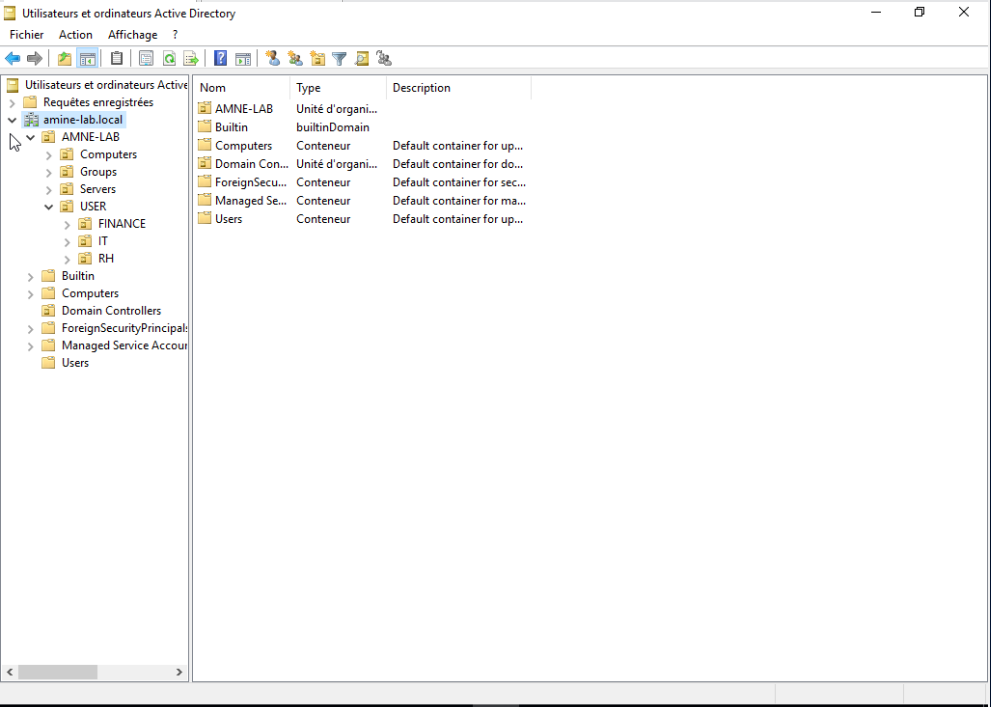 Utilisateurs et ordinateurs Active Directory
Fichier Action Affichage ?
Utilisateurs et ordinateurs Active
Requêtes enregistrées
amine-lab.local
AMNE-LAB
Computers
Groups
Servers
USER
FINANCE
IT
RH
Builtin
Computers
Domain Controllers
ForeignSecurityPrincipals
Managed Service Accour
Users
Nom Type Description
AMNE-LAB Unité d'organi...
Builtin builtinDomain
Computers Conteneur Default container for up...
Domain Con... Unité d'organi... Default container for do...
ForeignSecu... Conteneur Default container for sec...
Managed Se... Conteneur Default container for ma...
Users Conteneur Default container for up...